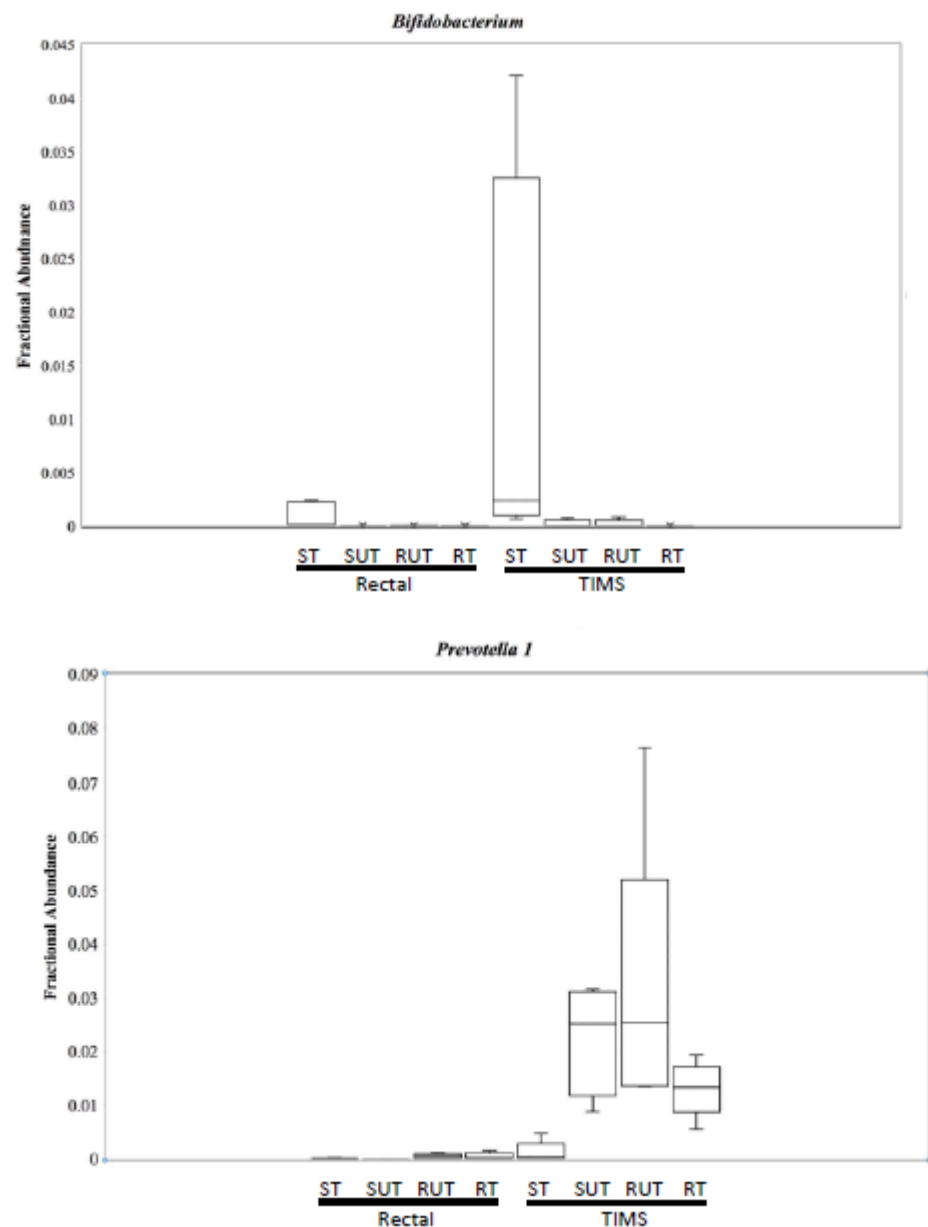 Bifidobacterium
Fractional Abudnance
0.045
0.04
0.035
0.03
0.025
0.02
0.015
0.01
0.005
0
ST SUT RUT RT ST SUT RUT RT
Rectal TIMS
Prevotella 1
Fractional Abundance
0.09
0.08
0.07
0.06
0.05
0.04
0.03
0.02
0.01
0
ST SUT RUT RT ST SUT RUT RT
Rectal TIMS